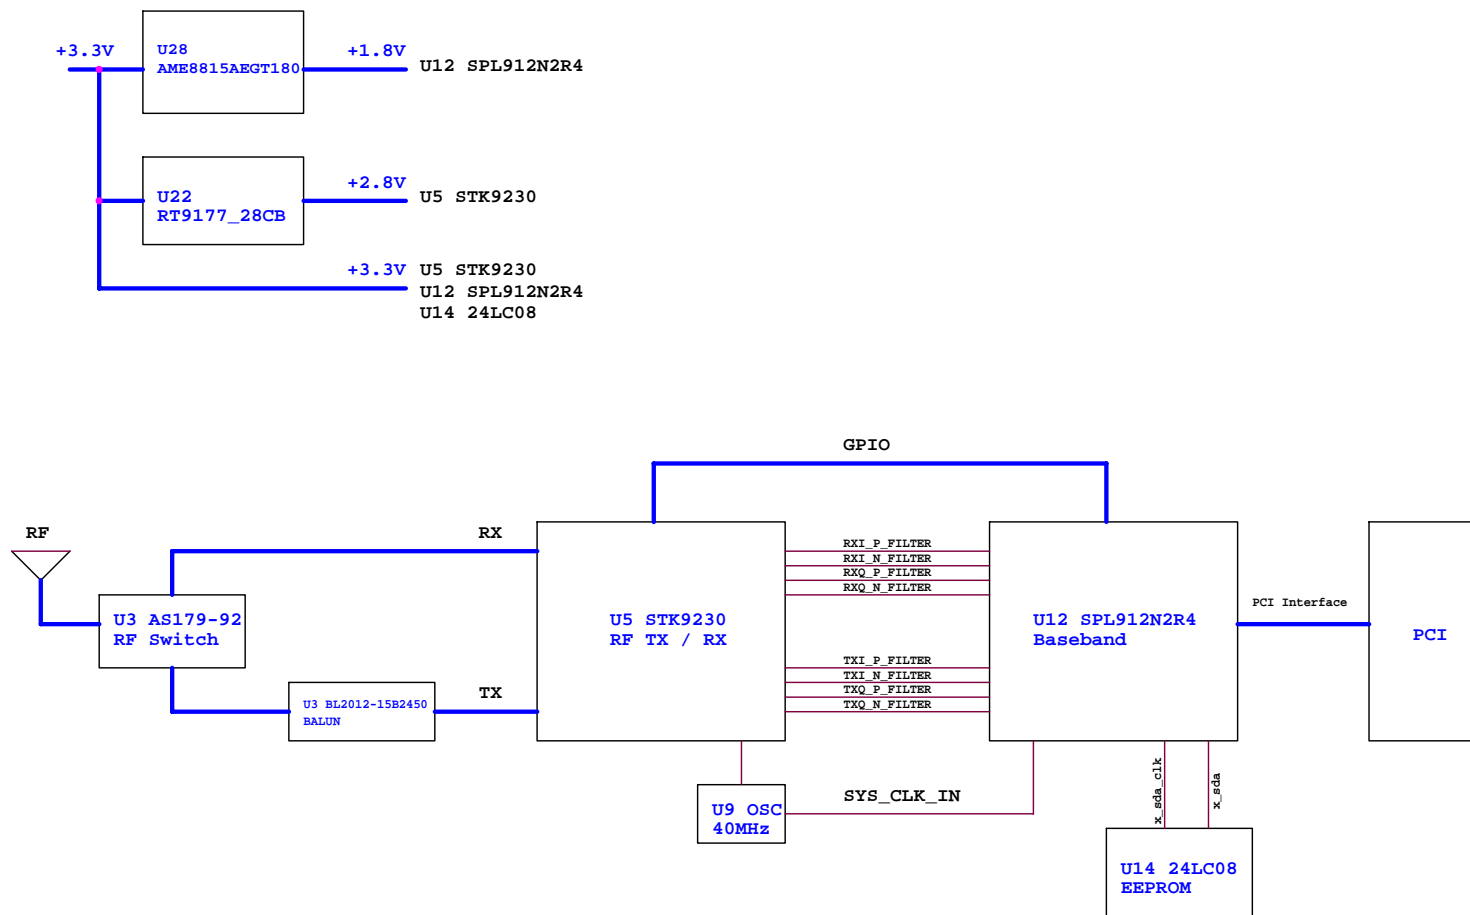 +3.3V
U28
AME8815AEGT180
+1.8V
U12 SPL912N2R4
U22
RT9177_28CB
+2.8V
U5 STK9230
+3.3V
U5 STK9230
U12 SPL912N2R4
U14 24LC08
GPIO
RF
RX
U3 AS179-92
RF Switch
TX
U3 BL2012-15B2450
BALUN
U5 STK9230
RF TX / RX
RXI_P_FILTER
RXI_N_FILTER
RXQ_P_FILTER
RXQ_N_FILTER
TXI_P_FILTER
TXI_N_FILTER
TXQ_P_FILTER
TXQ_N_FILTER
U12 SPL912N2R4
Baseband
PCI Interface
PCI
U9 OSC
40MHz
SYS_CLK_IN
x_sda_clk
x_sda
U14 24LC08
EEPROM